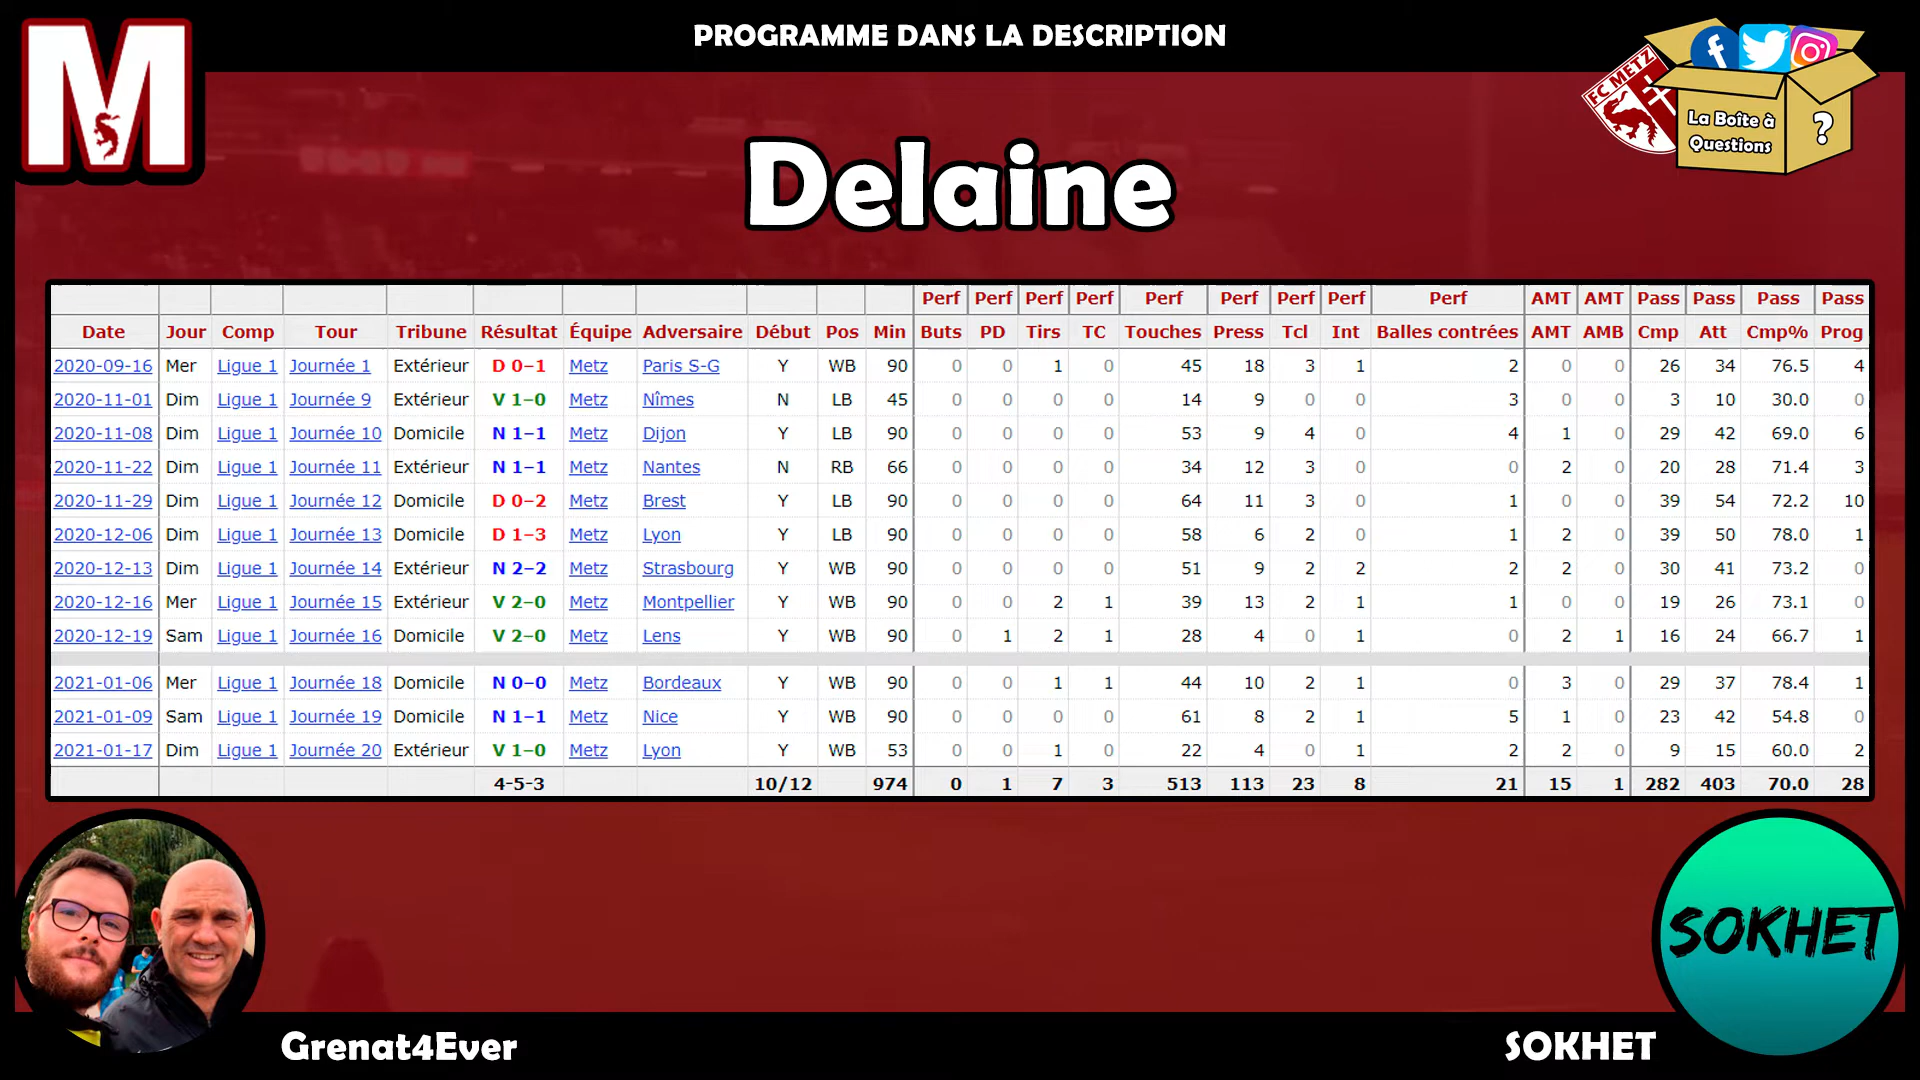 PROGRAMME DANS LA DESCRIPTION
M
FC METZ
La Boîte à
Questions
?
Delaine
Perf Perf Perf Perf Perf Perf Perf Perf Perf AMT AMT Pass Pass Pass Pass
Date Jour Comp Tour Tribune Résultat Équipe Adversaire Début Pos Min Buts PD Tirs TC Touches Press Tcl Int Balles contrées AMT AMB Cmp Att Cmp% Prog
2020-09-16 Mer Ligue 1 Journée 1 Extérieur D 0–1 Metz Paris S-G Y WB 90 0 0 1 0 45 18 3 1 2 0 0 26 34 76.5 4
2020-11-01 Dim Ligue 1 Journée 9 Extérieur V 1–0 Metz Nîmes N LB 45 0 0 0 0 14 9 0 0 3 0 0 3 10 30.0 0
2020-11-08 Dim Ligue 1 Journée 10 Domicile N 1–1 Metz Dijon Y LB 90 0 0 0 0 53 9 4 0 4 1 0 29 42 69.0 6
2020-11-22 Dim Ligue 1 Journée 11 Extérieur N 1–1 Metz Nantes N RB 66 0 0 0 0 34 12 3 0 0 2 0 20 28 71.4 3
2020-11-29 Dim Ligue 1 Journée 12 Domicile D 0–2 Metz Brest Y LB 90 0 0 0 0 64 11 3 0 1 0 0 39 54 72.2 10
2020-12-06 Dim Ligue 1 Journée 13 Domicile D 1–3 Metz Lyon Y LB 90 0 0 0 0 58 6 2 0 1 2 0 39 50 78.0 1
2020-12-13 Dim Ligue 1 Journée 14 Extérieur N 2–2 Metz Strasbourg Y WB 90 0 0 0 0 51 9 2 2 2 2 0 30 41 73.2 0
2020-12-16 Mer Ligue 1 Journée 15 Extérieur V 2–0 Metz Montpellier Y WB 90 0 0 2 1 39 13 2 1 1 0 0 19 26 73.1 0
2020-12-19 Sam Ligue 1 Journée 16 Domicile V 2–0 Metz Lens Y WB 90 0 1 2 1 28 4 0 1 0 2 1 16 24 66.7 1
2021-01-06 Mer Ligue 1 Journée 18 Domicile N 0–0 Metz Bordeaux Y WB 90 0 0 1 1 44 10 2 1 0 3 0 29 37 78.4 1
2021-01-09 Sam Ligue 1 Journée 19 Domicile N 1–1 Metz Nice Y WB 90 0 0 0 0 61 8 2 1 5 1 0 23 42 54.8 0
2021-01-17 Dim Ligue 1 Journée 20 Extérieur V 1–0 Metz Lyon Y WB 53 0 0 1 0 22 4 0 1 2 2 0 9 15 60.0 2
4-5-3 10/12 974 0 1 7 3 513 113 23 8 21 15 1 282 403 70.0 28
SOKHET
Grenat4Ever
SOKHET